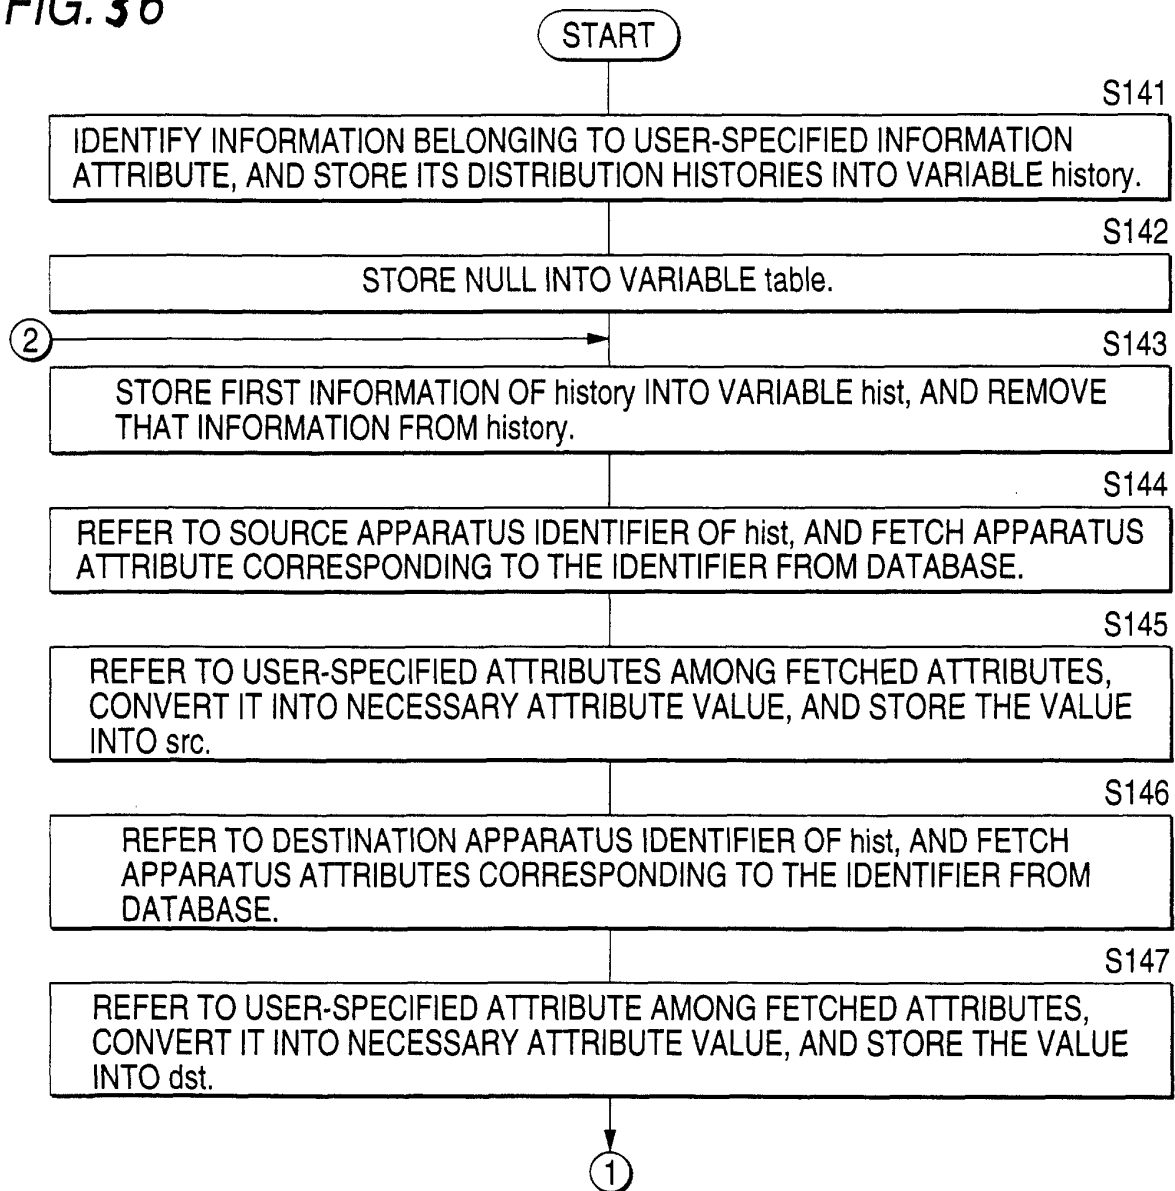 FIG. 36
START
S141
IDENTIFY INFORMATION BELONGING TO USER-SPECIFIED INFORMATION
ATTRIBUTE, AND STORE ITS DISTRIBUTION HISTORIES INTO VARIABLE history.
S142
STORE NULL INTO VARIABLE table.
2
S143
STORE FIRST INFORMATION OF history INTO VARIABLE hist, AND REMOVE
THAT INFORMATION FROM history.
S144
REFER TO SOURCE APPARATUS IDENTIFIER OF hist, AND FETCH APPARATUS
ATTRIBUTE CORRESPONDING TO THE IDENTIFIER FROM DATABASE.
S145
REFER TO USER-SPECIFIED ATTRIBUTES AMONG FETCHED ATTRIBUTES,
CONVERT IT INTO NECESSARY ATTRIBUTE VALUE, AND STORE THE VALUE
INTO src.
S146
REFER TO DESTINATION APPARATUS IDENTIFIER OF hist, AND FETCH
APPARATUS ATTRIBUTES CORRESPONDING TO THE IDENTIFIER FROM
DATABASE.
S147
REFER TO USER-SPECIFIED ATTRIBUTE AMONG FETCHED ATTRIBUTES,
CONVERT IT INTO NECESSARY ATTRIBUTE VALUE, AND STORE THE VALUE
INTO dst.
1